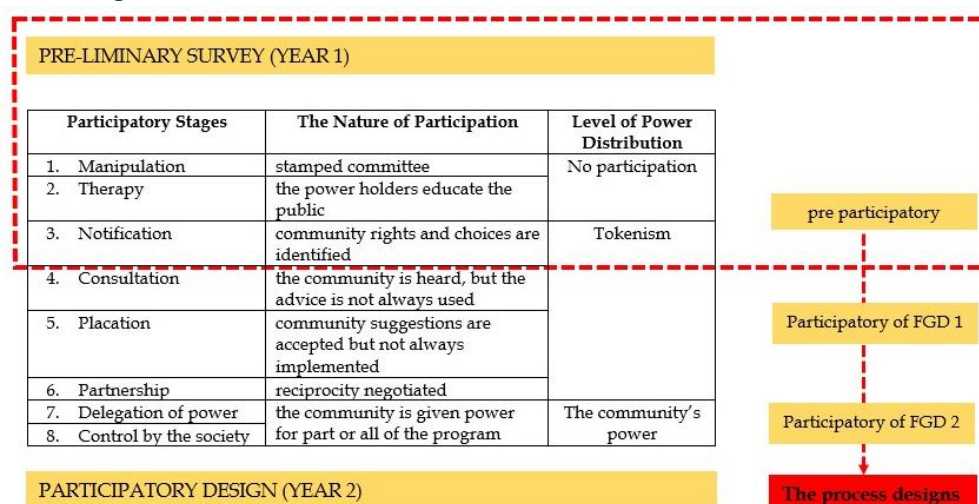 PRE-LIMINARY SURVEY (YEAR 1)
Participatory Stages
The Nature of Participation
Level of Power
Distribution
1. Manipulation
stamped committee
No participation
2. Therapy
the power holders educate the
public
3. Notification
community rights and choices are
identified
Tokenism
4. Consultation
the community is heard, but the
advice is not always used
5. Placation
community suggestions are
accepted but not always
implemented
6. Partnership
reciprocity negotiated
7. Delegation of power
the community is given power
for part or all of the program
The community's
power
8. Control by the society
pre participatory
Participatory of FGD 1
Participatory of FGD 2
The process designs
PARTICIPATORY DESIGN (YEAR 2)